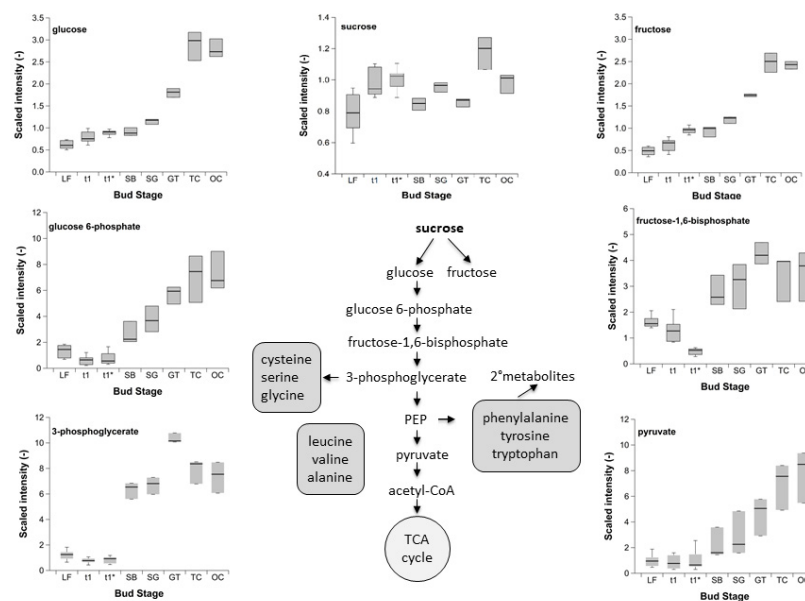 glucose
3.5
3.0
2.5
2.0
1.5
1.0
0.5
0.0
Scaled intensity (-)
LF t1 t1* SB SG GT TC OC
Bud Stage
sucrose
1.4
1.2
1.0
0.8
0.6
0.4
Scaled intensity (-)
LF t1 t1* SB SG GT TC OC
Bud Stage
fructose
3.5
3.0
2.5
2.0
1.5
1.0
0.5
0.0
Scaled intensity (-)
LF t1 t1* SB SG GT TC OC
Bud Stage
glucose 6-phosphate
12
10
8
6
4
2
0
Scaled intensity (-)
LF t1 t1* SB SG GT TC OC
Bud Stage
sucrose
glucose fructose
glucose 6-phosphate
fructose-1,6-bisphosphate
3-phosphoglycerate
cysteine
serine
glycine
2°metabolites
PEP
phenylalanine
tyrosine
tryptophan
leucine
valine
alanine
pyruvate
acetyl-CoA
TCA
cycle
fructose-1,6-bisphosphate
6
5
4
3
2
1
0
Scaled intensity (-)
LF t1 t1* SB SG GT TC OC
Bud Stage
3-phosphoglycerate
12
10
8
6
4
2
0
Scaled intensity (-)
LF t1 t1* SB SG GT TC OC
Bud Stage
pyruvate
12
10
8
6
4
2
0
Scaled intensity (-)
LF t1 t1* SB SG GT TC OC
Bud Stage